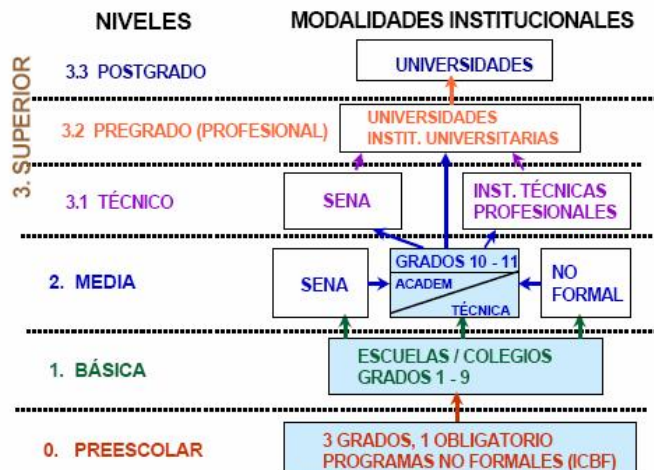 NIVELES
MODALIDADES INSTITUCIONALES
3. SUPERIOR
3.3 POSTGRADO
UNIVERSIDADES
3.2 PREGRADO (PROFESIONAL)
UNIVERSIDADES
INSTIT. UNIVERSITARIAS
3.1 TÉCNICO
SENA
INST. TÉCNICAS
PROFESIONALES
2. MEDIA
SENA
GRADOS 10 - 11
ACADEM
TÉCNICA
NO
FORMAL
1. BÁSICA
ESCUELAS / COLEGIOS
GRADOS 1 - 9
0. PREESCOLAR
3 GRADOS, 1 OBLIGATORIO
PROGRAMAS NO FORMALES (ICBF)